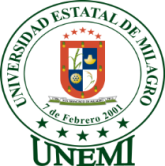 UNIVERSIDAD ESTATAL DE MILAGRO
7 de Febrero 2001
UNEMI